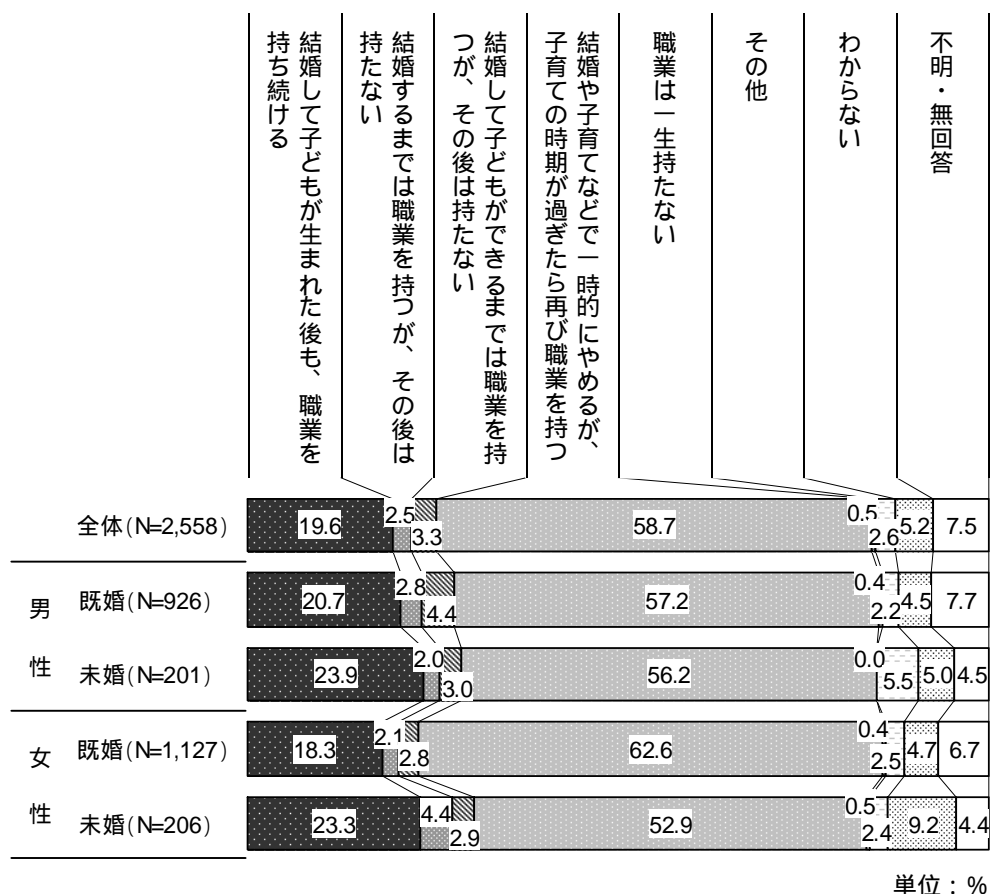 結婚して子どもが生まれた後も、職業を
持ち続ける
結婚するまでは職業を持つが、その後は
持たない
結婚して子どもができるまでは職業を持
つが、その後は持たない
結婚や子育てなどで一時的にやめるが、
子育ての時期が過ぎたら再び職業を持つ
職業は一生持たない
その他
わからない
不明・無回答
全体(N=2,558) 19.6 2.5 3.3 58.7 0.5 2.6 5.2 7.5
男性
既婚(N=926) 20.7 2.8 4.4 57.2 0.4 2.2 4.5 7.7
未婚(N=201) 23.9 2.0 3.0 56.2 0.0 5.5 5.0 4.5
女性
既婚(N=1,127) 18.3 2.1 2.8 62.6 0.4 2.5 4.7 6.7
未婚(N=206) 23.3 4.4 2.9 52.9 0.5 2.4 9.2 4.4
単位：%